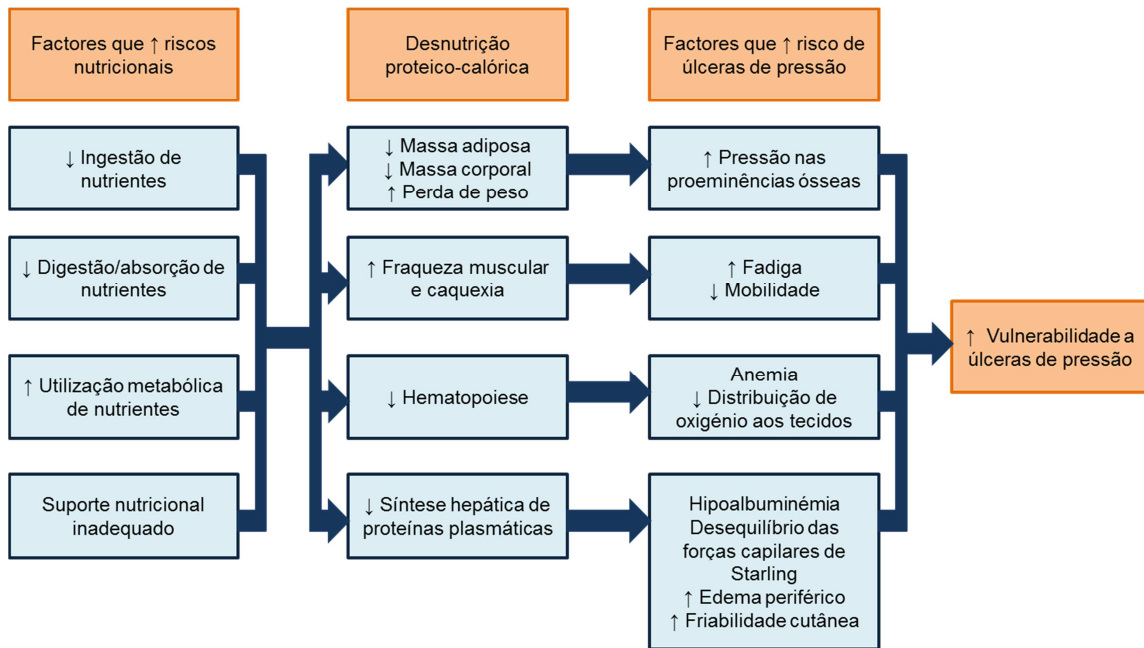 Factores que ↑ riscos
nutricionais
Desnutrição
proteico-calórica
Factores que ↑ risco de
úlceras de pressão
↓ Ingestão de
nutrientes
↓ Massa adiposa
↓ Massa corporal
↑ Perda de peso
↑ Pressão nas
proeminências ósseas
↓ Digestão/absorção de
nutrientes
↑ Fraqueza muscular
e caquexia
↑ Fadiga
↓ Mobilidade
↑ Vulnerabilidade a
úlceras de pressão
↑ Utilização metabólica
de nutrientes
↓ Hematopoiese
Anemia
↓ Distribuição de
oxigénio aos tecidos
Suporte nutricional
inadequado
↓ Síntese hepática de
proteínas plasmáticas
Hipoalbuminémia
Desequilíbrio das
forças capilares de
Starling
↑ Edema periférico
↑ Friabilidade cutânea